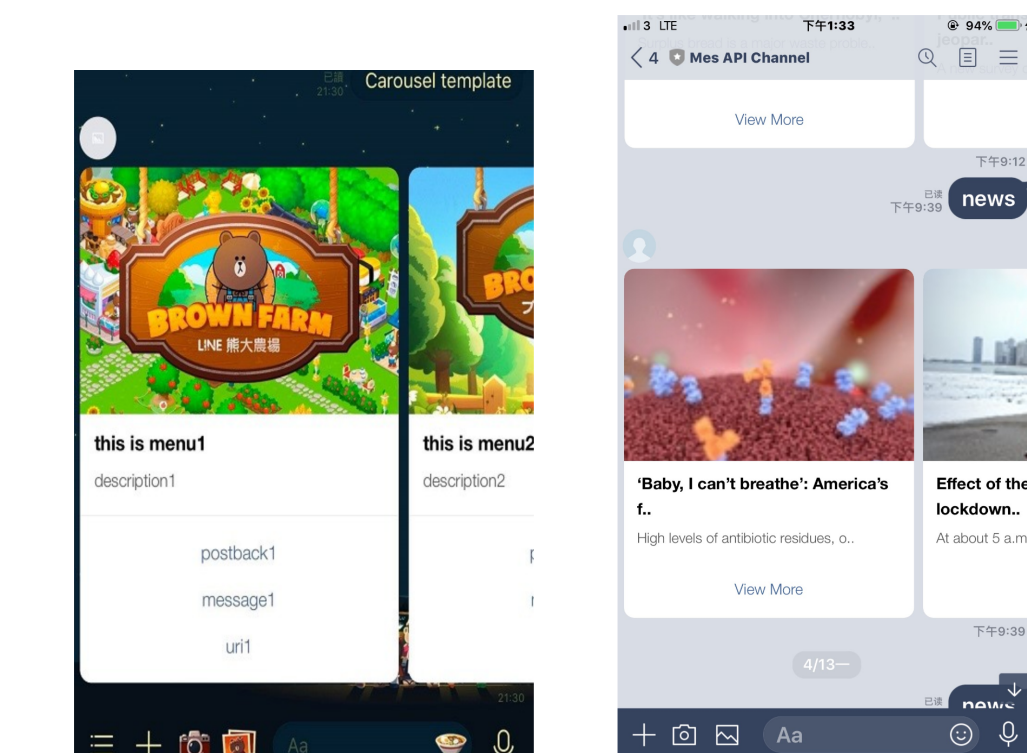 已讀
21:30
Carousel template
BROWN FARM
LINE 熊大農場
this is menu1
description1
postback1
message1
uri1
BRO
this is menu2
description2
21:30
Aa
3 LTE
下午1:33
94%
4 Mes API Channel
View More
下午9:12
已读
下午9:39
news
‘Baby, I can’t breathe’: America’s
f..
High levels of antibiotic residues, o..
View More
Effect of the
lockdown..
At about 5 a.m
下午9:39
4/13一
已读
news
Aa